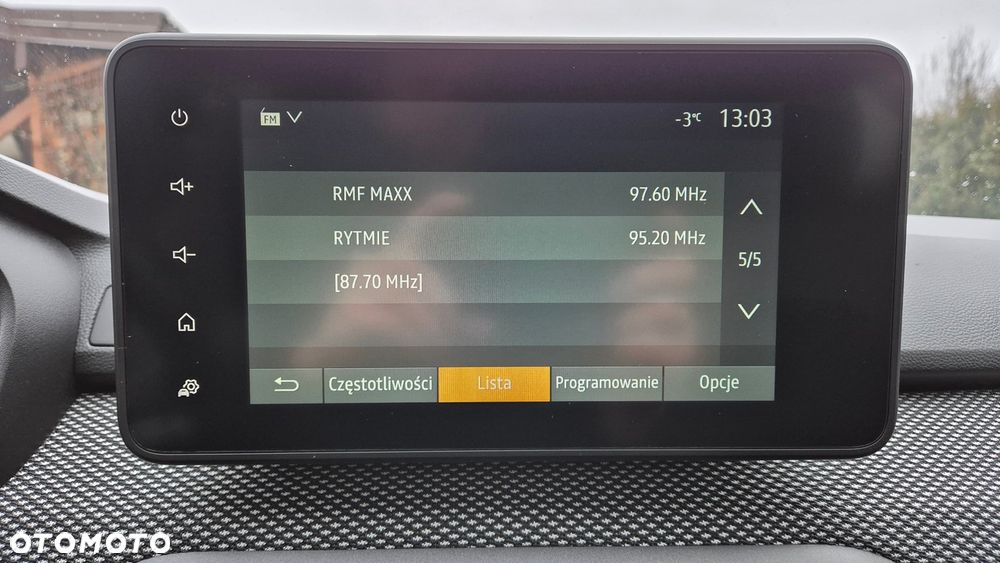 FM -3°C 13:03
RMF MAXX 97.60 MHz
RYTMIE 95.20 MHz
5/5
[87.70 MHz]
Częstotliwości Lista Programowanie Opcje
OTOMOTO